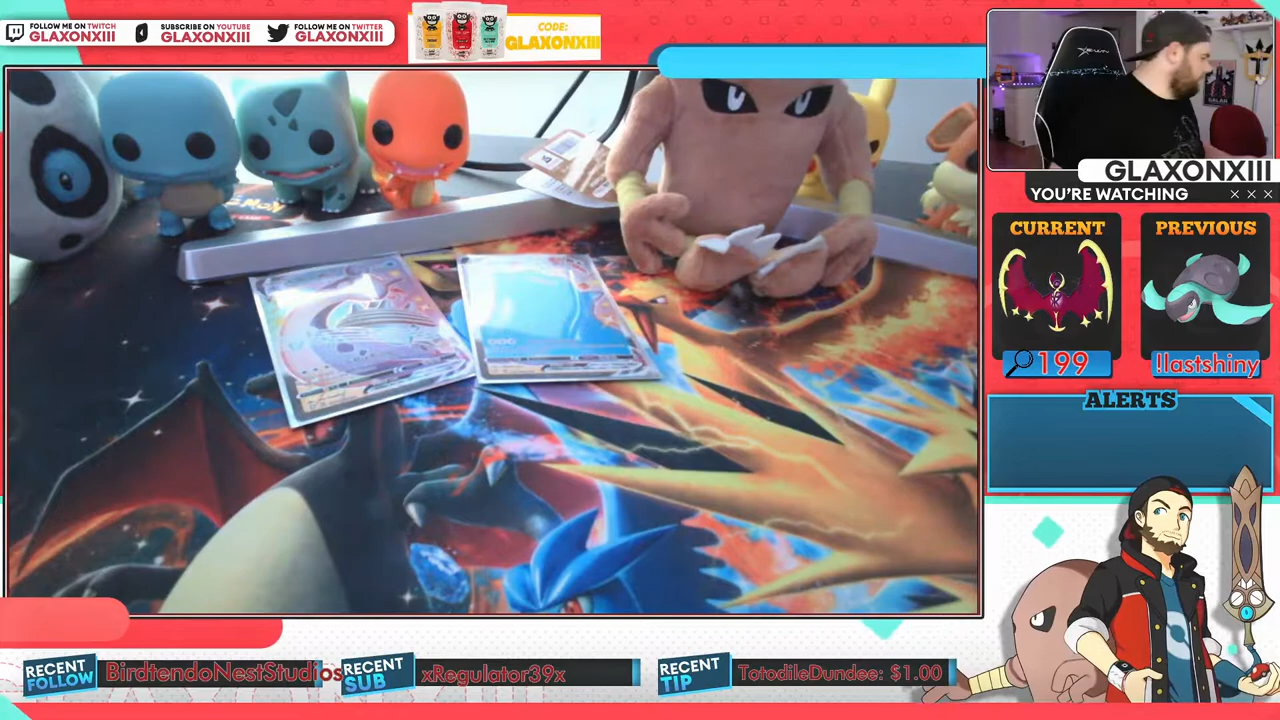 FOLLOW ME ON TWITCH
GLAXONXIII
SUBSCRIBE ON YOUTUBE
GLAXONXIII
FOLLOW ME ON TWITTER
GLAXONXIII
CODE:
GLAXONXIII
GLAXONXIII
YOU'RE WATCHING
CURRENT
PREVIOUS
199
!lastshiny
ALERTS
RECENT
FOLLOW
BirdtendoNestStudios
RECENT
SUB
xRegulator39x
RECENT
TIP
TotodileDundee: $1.00